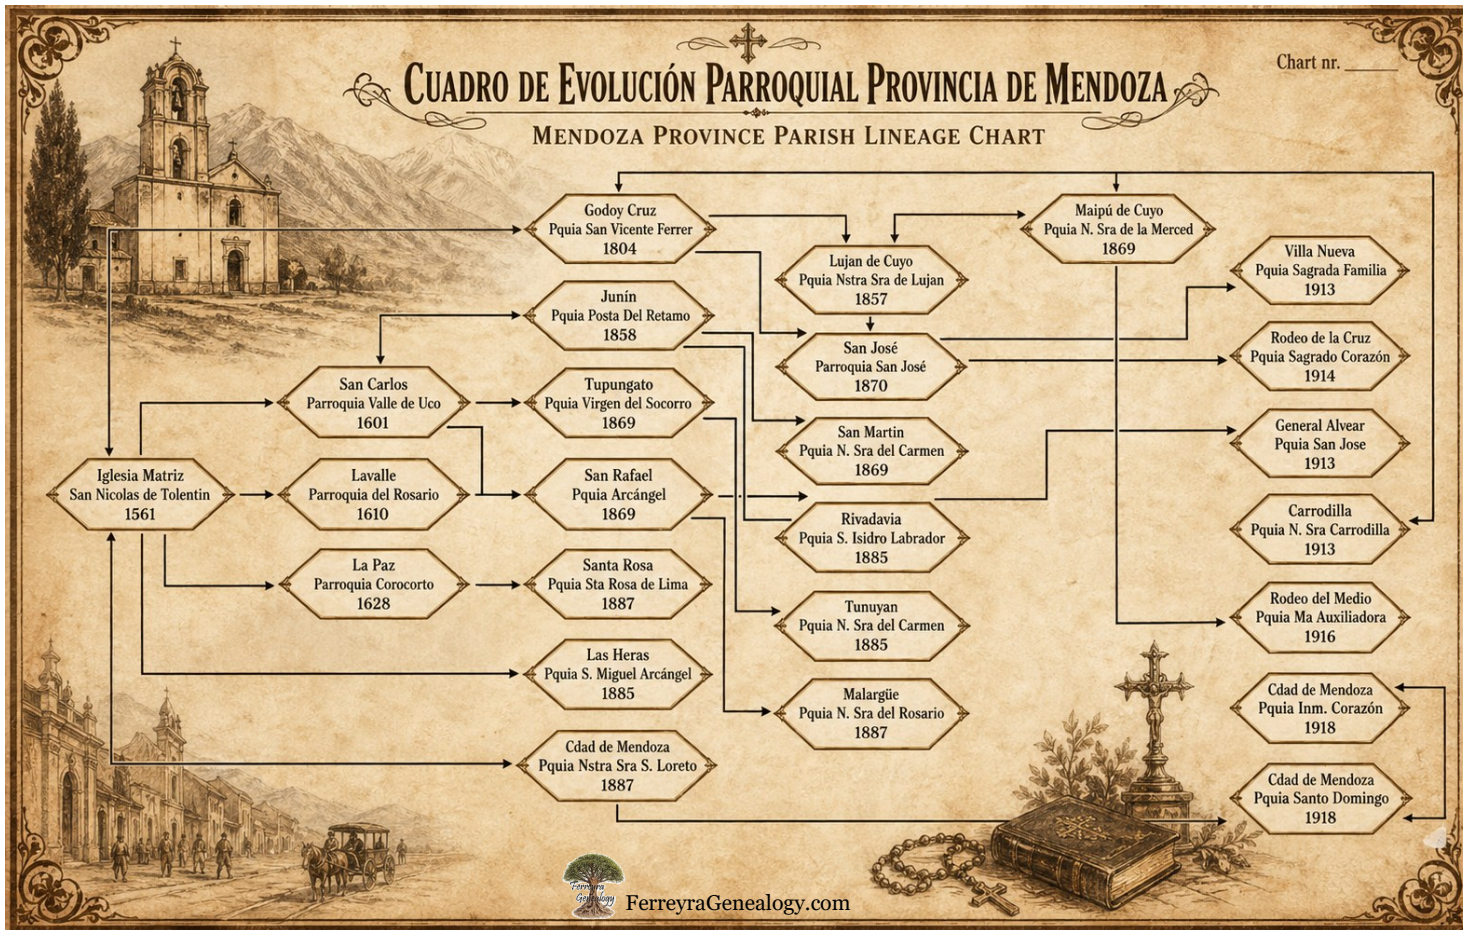 Chart nr. ______
CUADRO DE EVOLUCIÓN PARROQUIAL PROVINCIA DE MENDOZA
MENDOZA PROVINCE PARISH LINEAGE CHART
Iglesia Matriz
San Nicolas de Tolentin
1561
San Carlos
Parroquia Valle de Uco
1601
Lavalle
Parroquia del Rosario
1610
La Paz
Parroquia Corocorto
1628
Godoy Cruz
Pquia San Vicente Ferrer
1804
Junín
Pquia Posta Del Retamo
1858
Tupungato
Pquia Virgen del Socorro
1869
San Rafael
Pquia Arcángel
1869
Santa Rosa
Pquia Sta Rosa de Lima
1887
Las Heras
Pquia S. Miguel Arcángel
1885
Cdad de Mendoza
Pquia Nstra Sra S. Loreto
1887
Lujan de Cuyo
Pquia Nstra Sra de Lujan
1857
San José
Parroquia San José
1870
San Martin
Pquia N. Sra del Carmen
1869
Rivadavia
Pquia S. Isidro Labrador
1885
Tunuyan
Pquia N. Sra del Carmen
1885
Malargüe
Pquia N. Sra del Rosario
1887
Maipú de Cuyo
Pquia N. Sra de la Merced
1869
Villa Nueva
Pquia Sagrada Familia
1913
Rodeo de la Cruz
Pquia Sagrado Corazón
1914
General Alvear
Pquia San Jose
1913
Carrodilla
Pquia N. Sra Carrodilla
1913
Rodeo del Medio
Pquia Ma Auxiliadora
1916
Cdad de Mendoza
Pquia Inm. Corazón
1918
Cdad de Mendoza
Pquia Santo Domingo
1918
Ferreyra
Genealogy
FerreyraGenealogy.com